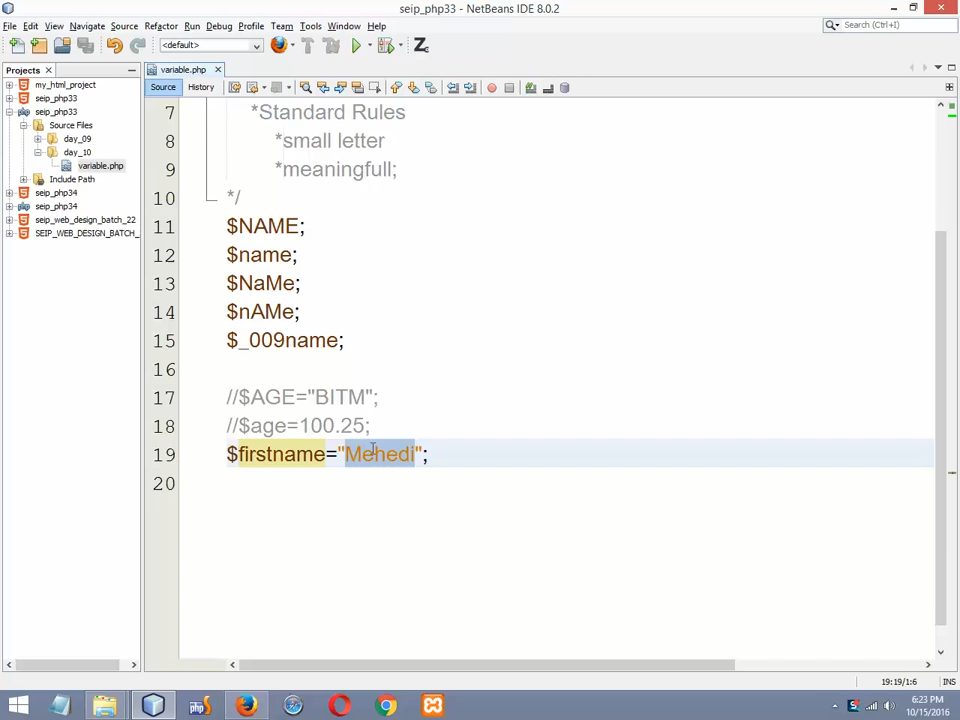 seip_php33 - NetBeans IDE 8.0.2
File Edit View Navigate Source Refactor Run Debug Profile Team Tools Window Help
Search (Ctrl+I)
<default>
Projects
variable.php
my_html_project
seip_php33
seip_php33
Source Files
day_09
day_10
variable.php
Include Path
seip_php34
seip_php34
seip_web_design_batch_22
SEIP_WEB_DESIGN_BATCH_
Source History
7 *Standard Rules
8 *small letter
9 *meaningfull;
10 */
11 $NAME;
12 $name;
13 $NaMe;
14 $nAMe;
15 $_009name;
16
17 //$AGE="BITM";
18 //$age=100.25;
19 $firstname="Mehedi";
20
19:19/1:6 INS
php
6:23 PM
10/15/2016